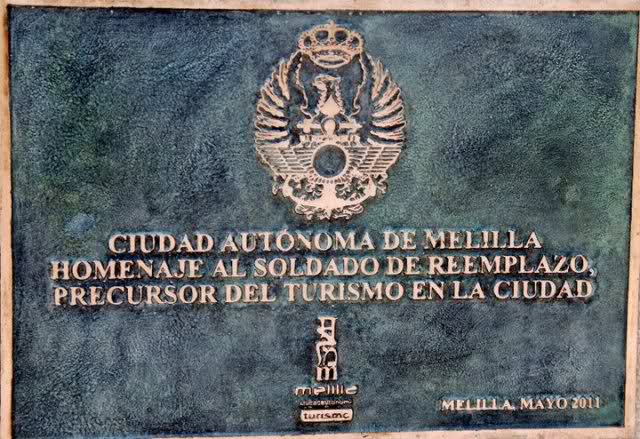 CIUDAD AUTÓNOMA DE MELILLA
HOMENAJE AL SOLDADO DE REEMPLAZO,
PRECURSOR DEL TURISMO EN LA CIUDAD
melilla
ciudadautónoma
turismo
MELILLA, MAYO 2011